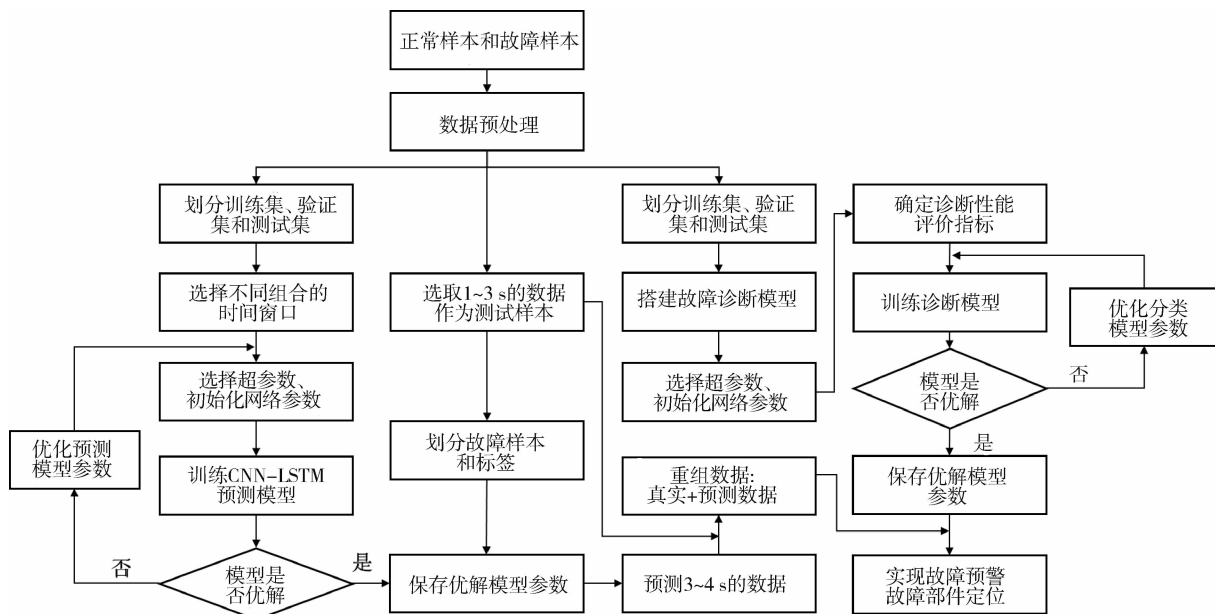 正常样本和故障样本
数据预处理
划分训练集、验证
集和测试集
选择不同组合的
时间窗口
选择超参数、
初始化网络参数
优化预测
模型参数
训练CNN-LSTM
预测模型
模型是
否优解
否
是
选取1~3 s的数据
作为测试样本
划分故障样本
和标签
保存优解模型参数
预测3~4 s的数据
重组数据:
真实+预测数据
划分训练集、验证
集和测试集
搭建故障诊断模型
选择超参数、
初始化网络参数
确定诊断性能
评价指标
训练诊断模型
优化分类
模型参数
模型是
否优解
否
是
保存优解模型
参数
实现故障预警
故障部件定位